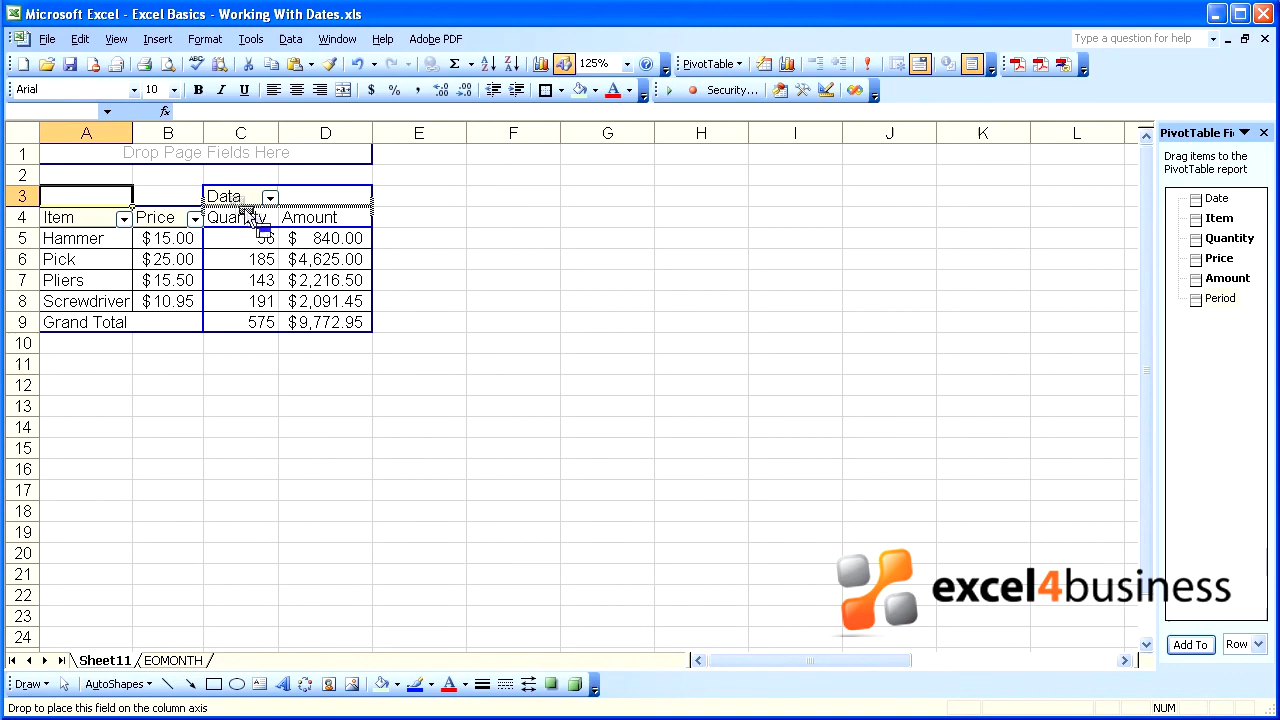 Microsoft Excel - Excel Basics - Working With Dates.xls
File Edit View Insert Format Tools Data Window Help Adobe PDF Type a question for help
Σ 125% PivotTable
Arial 10 B I U $ % , Security...
fx
A B C D E F G H I J K L
1 Drop Page Fields Here
2
3 Data
4 Item Price Quantity Amount
5 Hammer $15.00 56 $ 840.00
6 Pick $25.00 185 $4,625.00
7 Pliers $15.50 143 $2,216.50
8 Screwdriver $10.95 191 $2,091.45
9 Grand Total 575 $9,772.95
10
11
12
13
14
15
16
17
18
19
20
21
22
23
24
PivotTable Fi
Drag items to the
PivotTable report
Date
Item
Quantity
Price
Amount
Period
excel4business
Add To Row
Sheet11 EOMONTH
Draw AutoShapes A
Drop to place this field on the column axis NUM